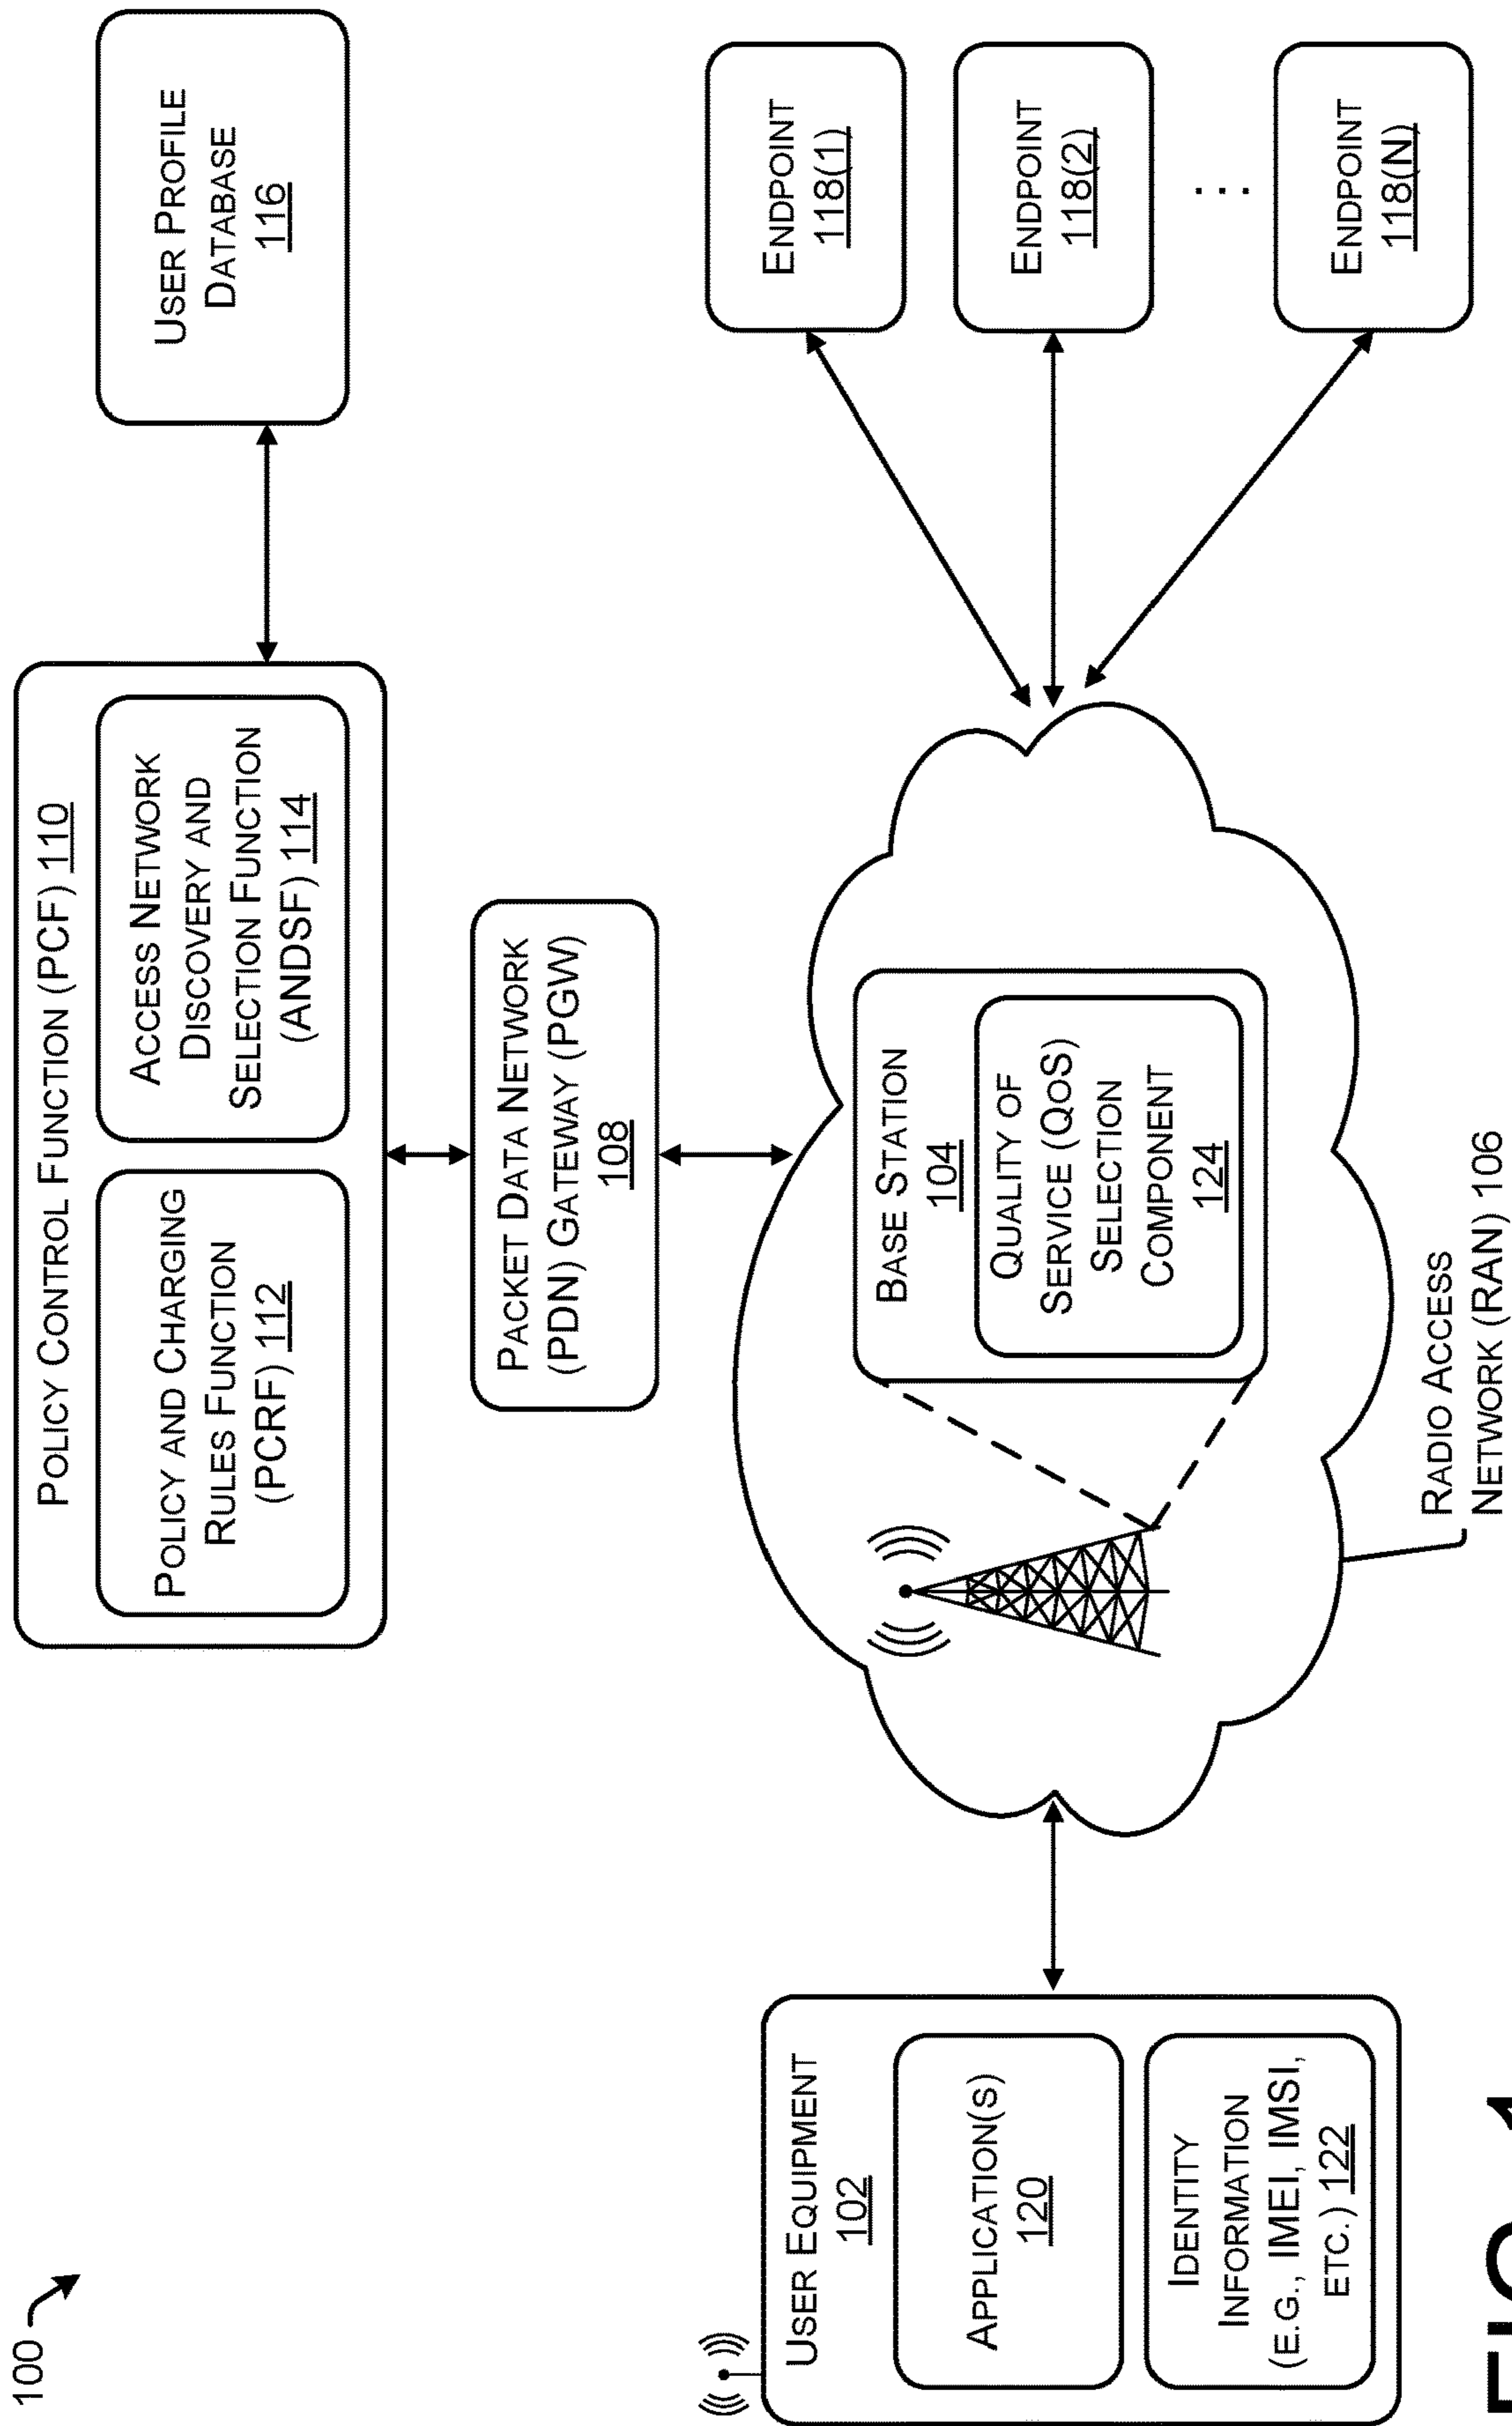 100
POLICY CONTROL FUNCTION (PCF) 110
POLICY AND CHARGING
RULES FUNCTION
(PCRF) 112
ACCESS NETWORK
DISCOVERY AND
SELECTION FUNCTION
(ANDSF) 114
USER PROFILE
DATABASE
116
PACKET DATA NETWORK
(PDN) GATEWAY (PGW)
108
USER EQUIPMENT
102
APPLICATION(S)
120
IDENTITY
INFORMATION
(E.G., IMEI, IMSI,
ETC.) 122
BASE STATION
104
QUALITY OF
SERVICE (QOS)
SELECTION
COMPONENT
124
RADIO ACCESS
NETWORK (RAN) 106
ENDPOINT
118(1)
ENDPOINT
118(2)
...
ENDPOINT
118(N)
FIG. 1